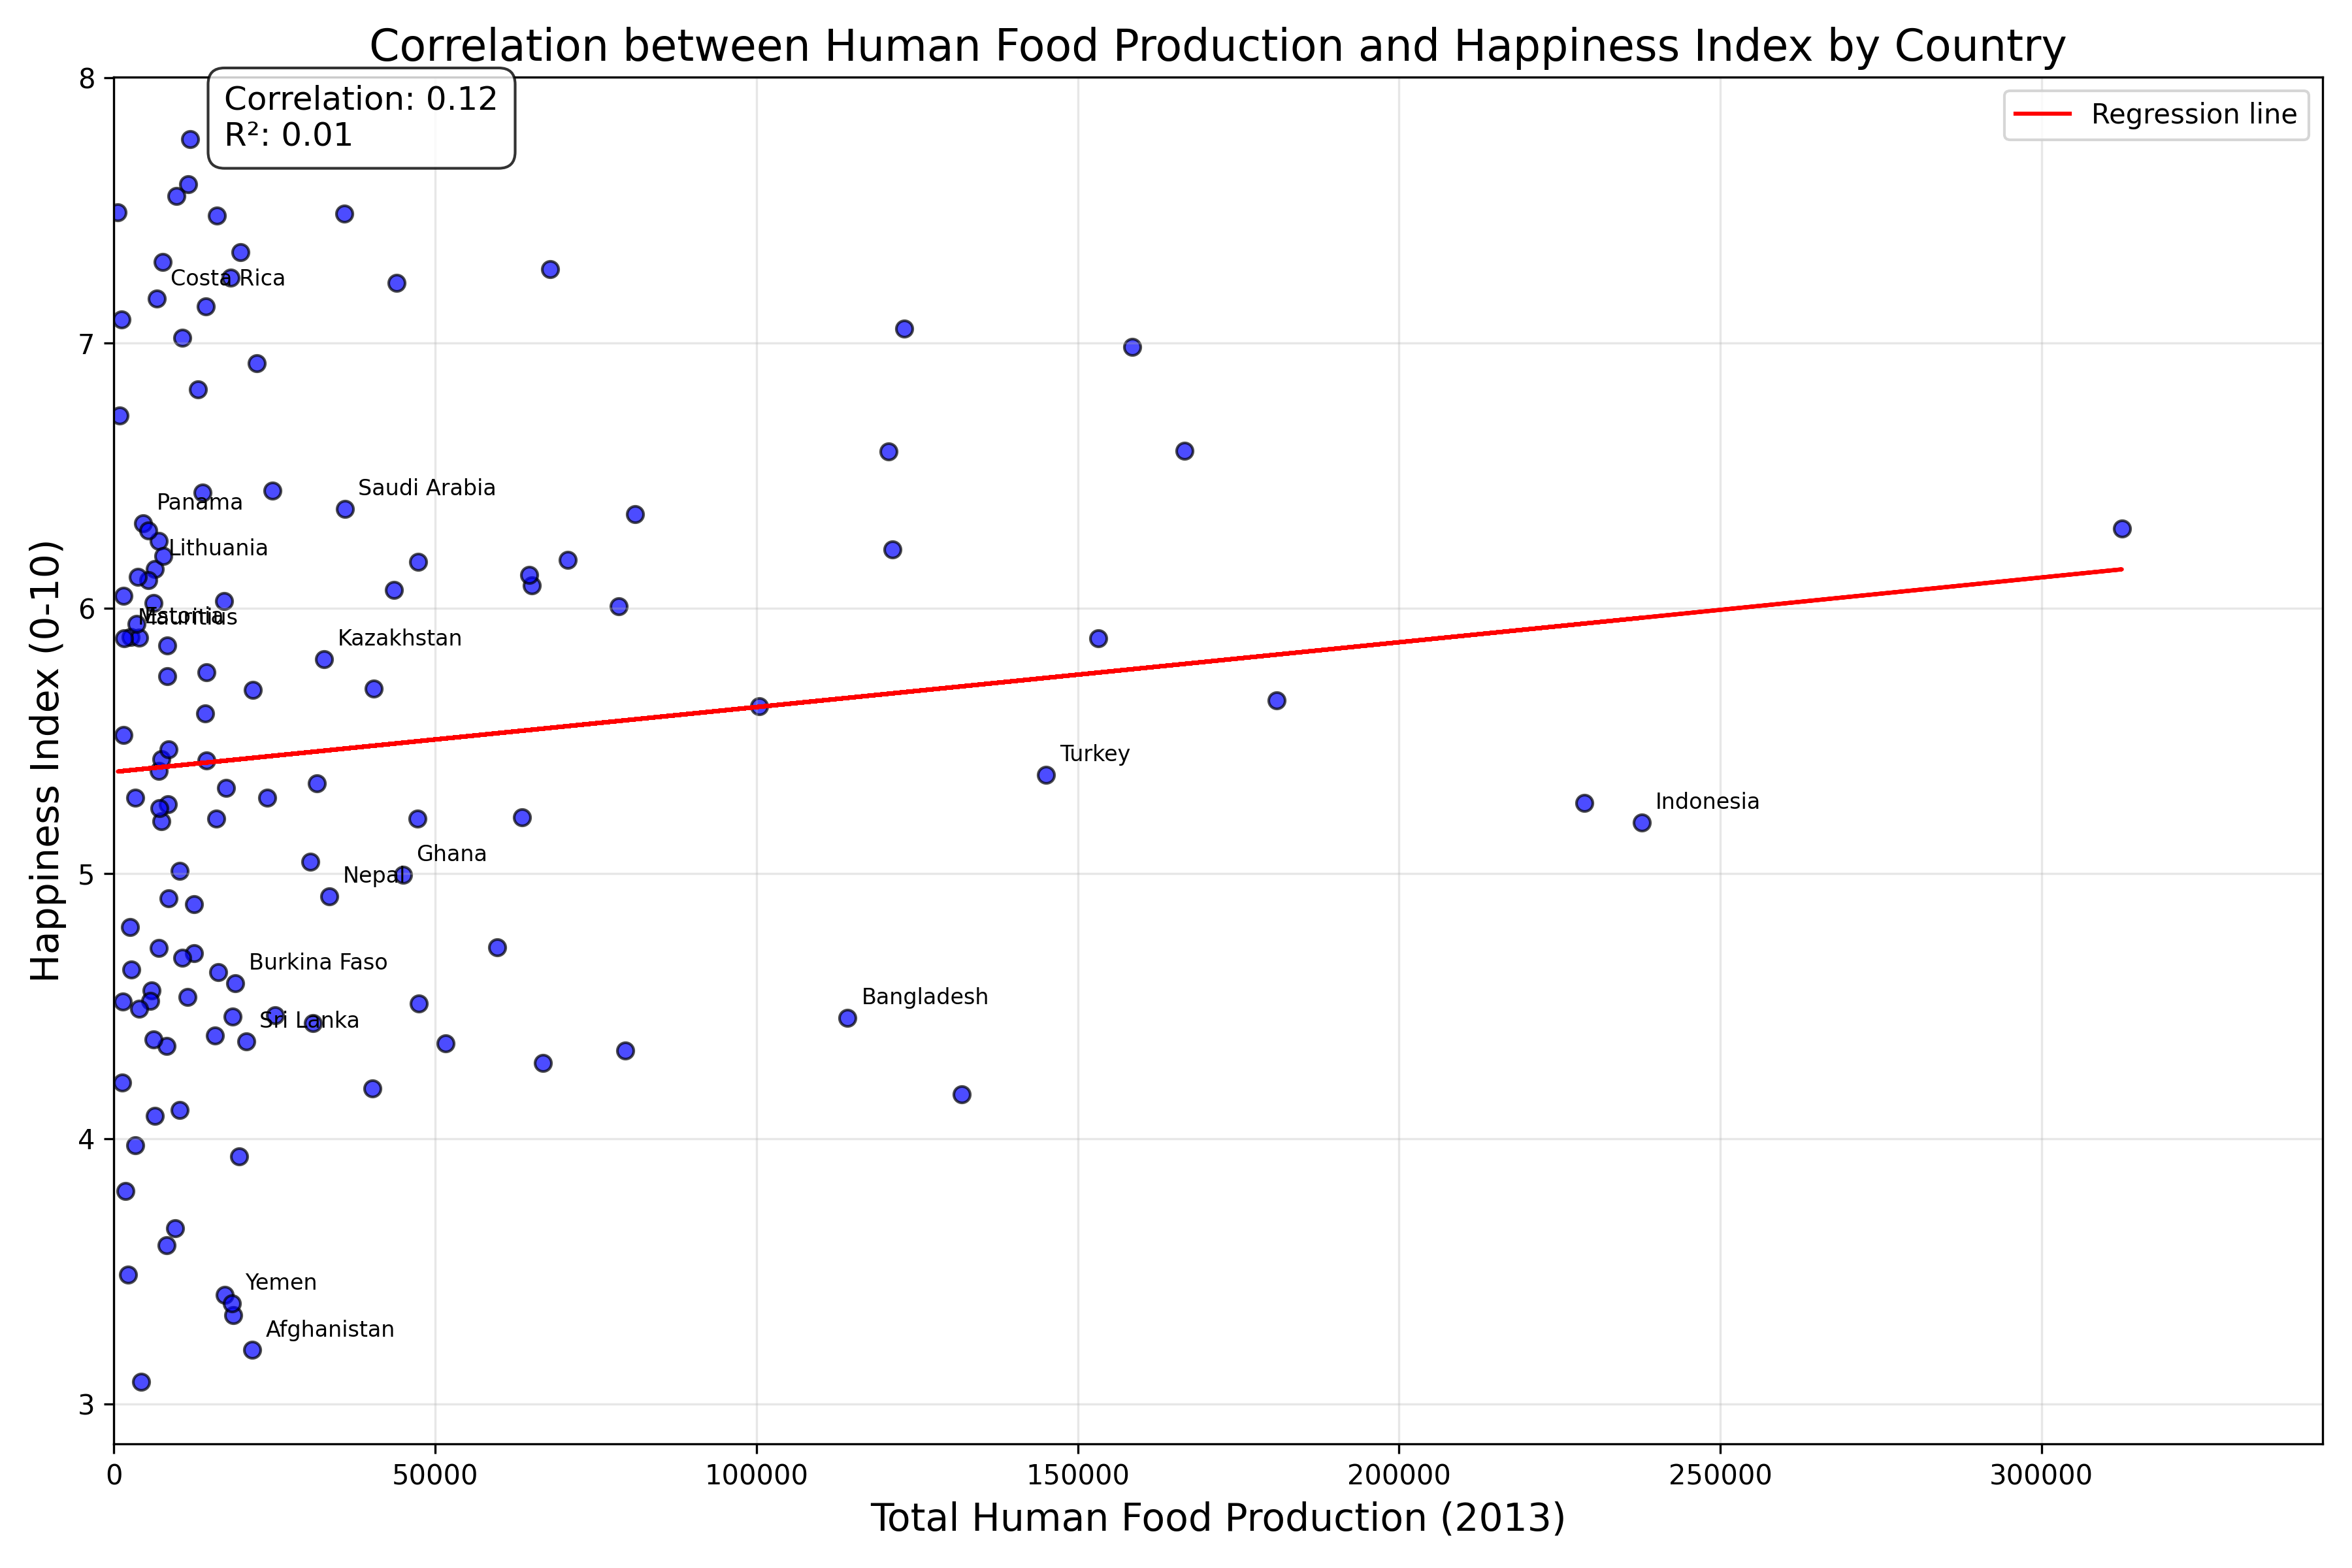 Correlation between Human Food Production and Happiness Index by Country
Correlation: 0.12
R²: 0.01
Regression line
8
7
6
5
4
3
Happiness Index (0-10)
Costa Rica
Saudi Arabia
Panama
Lithuania
Estonia
Mauritius
Kazakhstan
Turkey
Indonesia
Ghana
Nepal
Burkina Faso
Bangladesh
Sri Lanka
Yemen
Afghanistan
0 50000 100000 150000 200000 250000 300000
Total Human Food Production (2013)